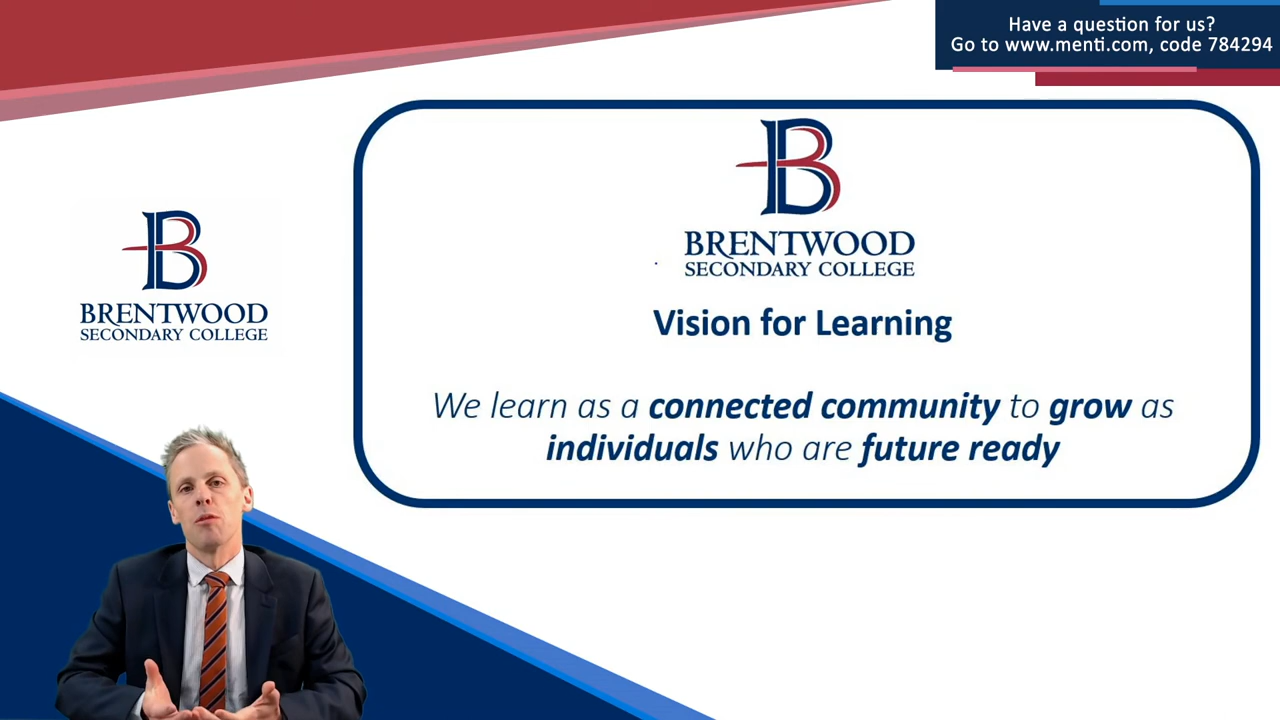 Have a question for us?
Go to www.menti.com, code 784294
B
BRENTWOOD
SECONDARY COLLEGE
B
BRENTWOOD
SECONDARY COLLEGE
Vision for Learning
We learn as a connected community to grow as
individuals who are future ready